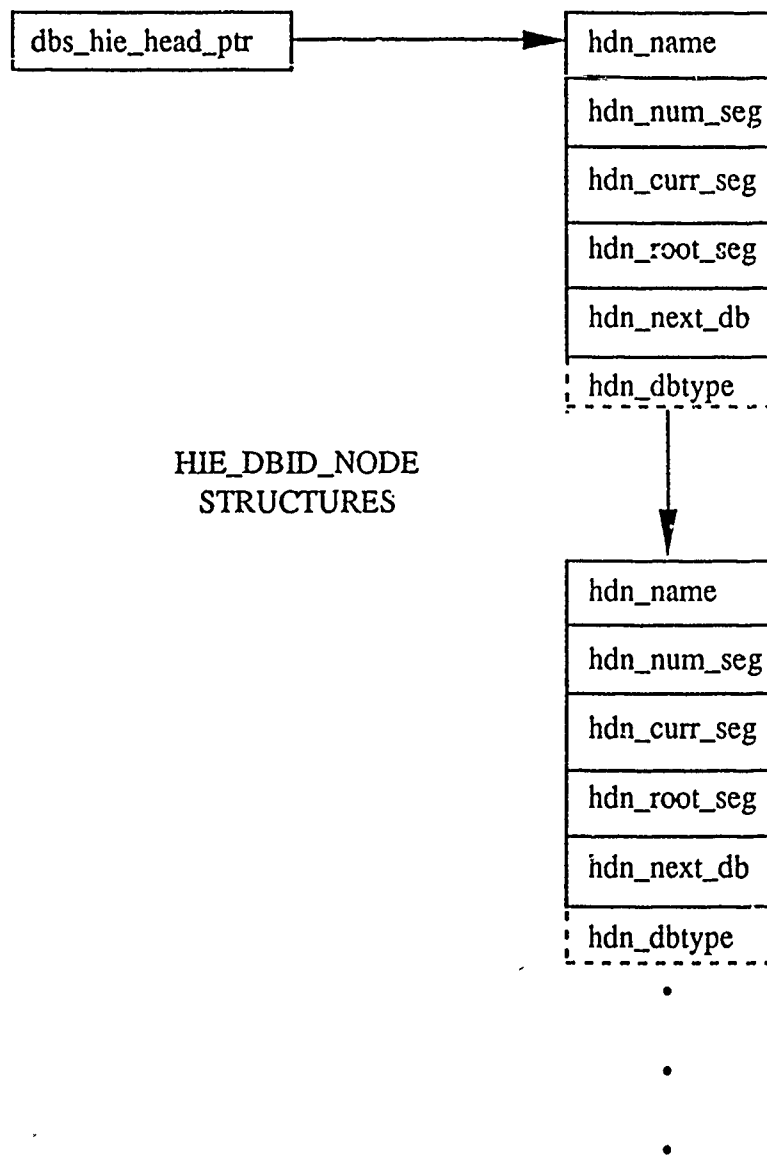 dbs_hie_head_ptr
hdn_name
hdn_num_seg
hdn_curr_seg
hdn_root_seg
hdn_next_db
hdn_dbtype
HIE_DBID_NODE
STRUCTURES
hdn_name
hdn_num_seg
hdn_curr_seg
hdn_root_seg
hdn_next_db
hdn_dbtype